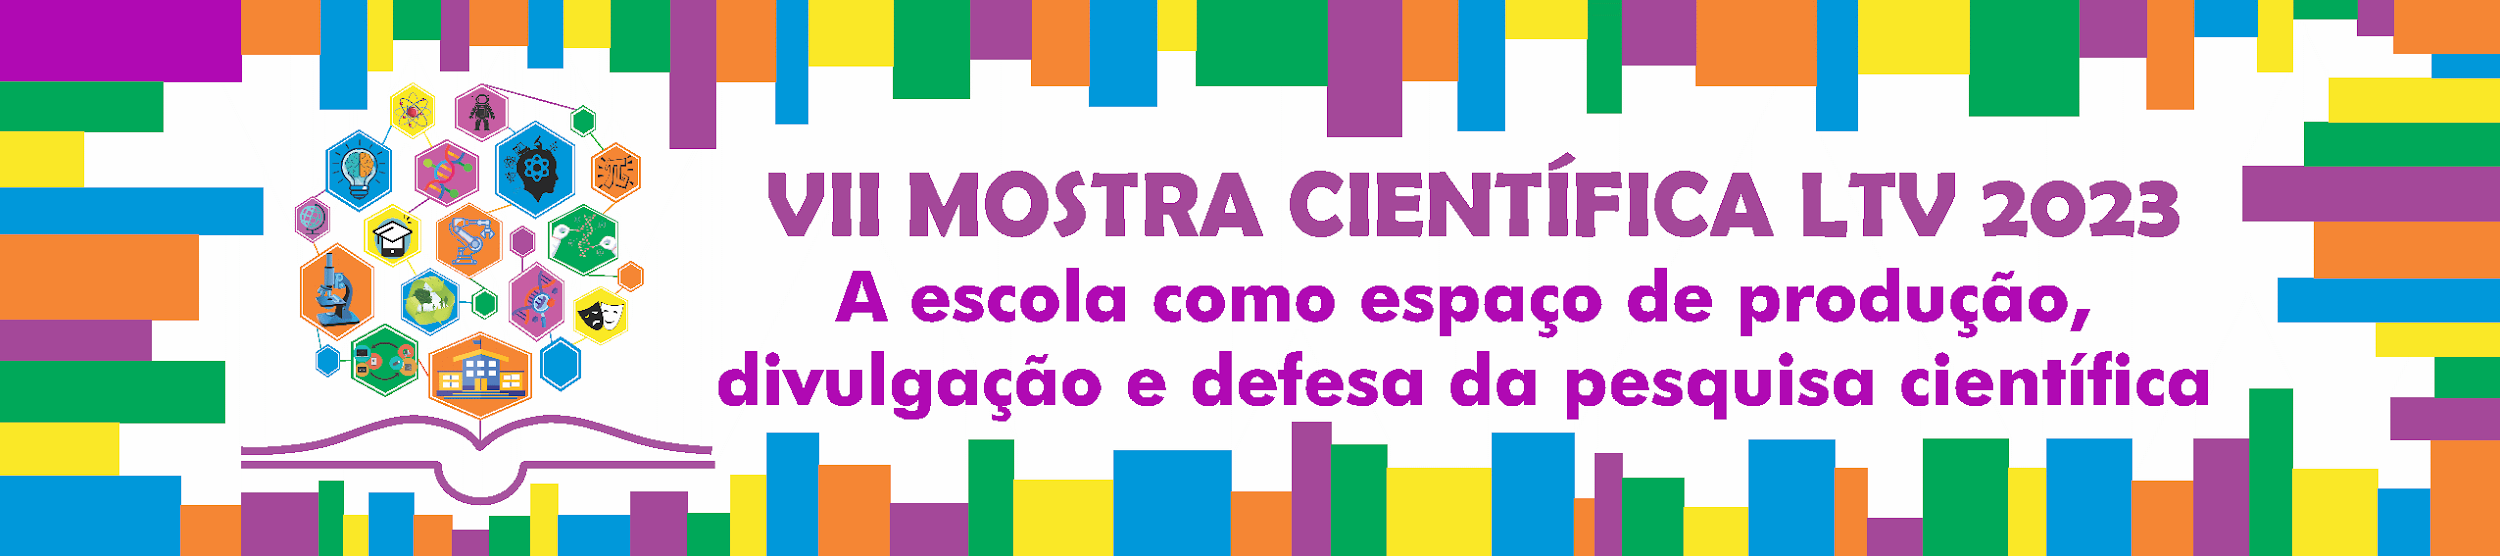 VII MOSTRA CIENTÍFICA LTV 2023
A escola como espaço de produção,
divulgação e defesa da pesquisa científica